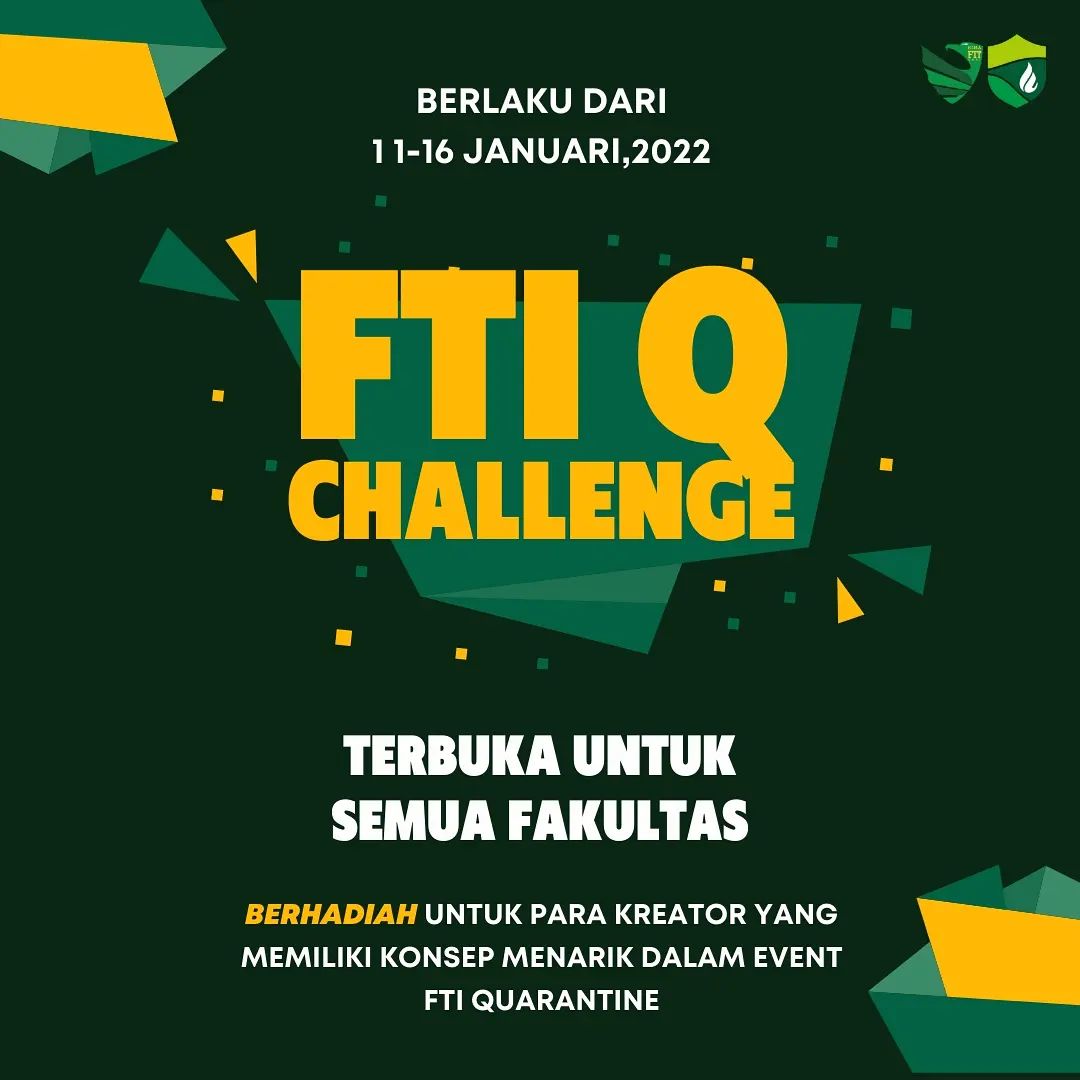 BERLAKU DARI
11-16 JANUARI,2022
FTI Q
CHALLENGE
TERBUKA UNTUK
SEMUA FAKULTAS
BERHADIAH UNTUK PARA KREATOR YANG
MEMILIKI KONSEP MENARIK DALAM EVENT
FTI QUARANTINE